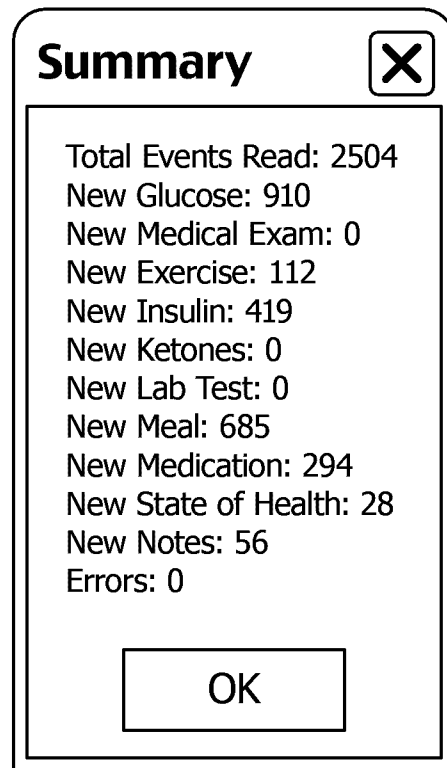 Summary
Total Events Read: 2504
New Glucose: 910
New Medical Exam: 0
New Exercise: 112
New Insulin: 419
New Ketones: 0
New Lab Test: 0
New Meal: 685
New Medication: 294
New State of Health: 28
New Notes: 56
Errors: 0
OK